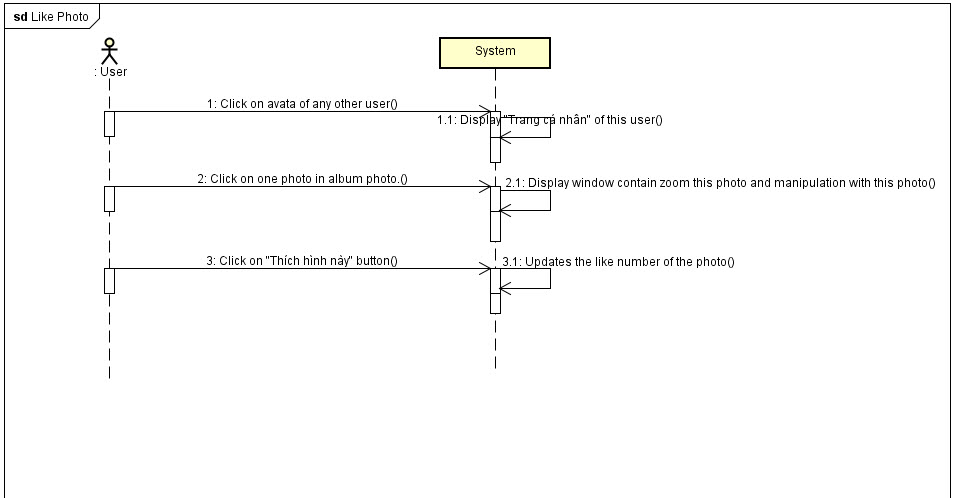 sd Like Photo
: User
System
1: Click on avata of any other user()
1.1: Display "Trang cá nhân" of this user()
2: Click on one photo in album photo.()
2.1: Display window contain zoom this photo and manipulation with this photo()
3: Click on "Thích hình này" button()
3.1: Updates the like number of the photo()